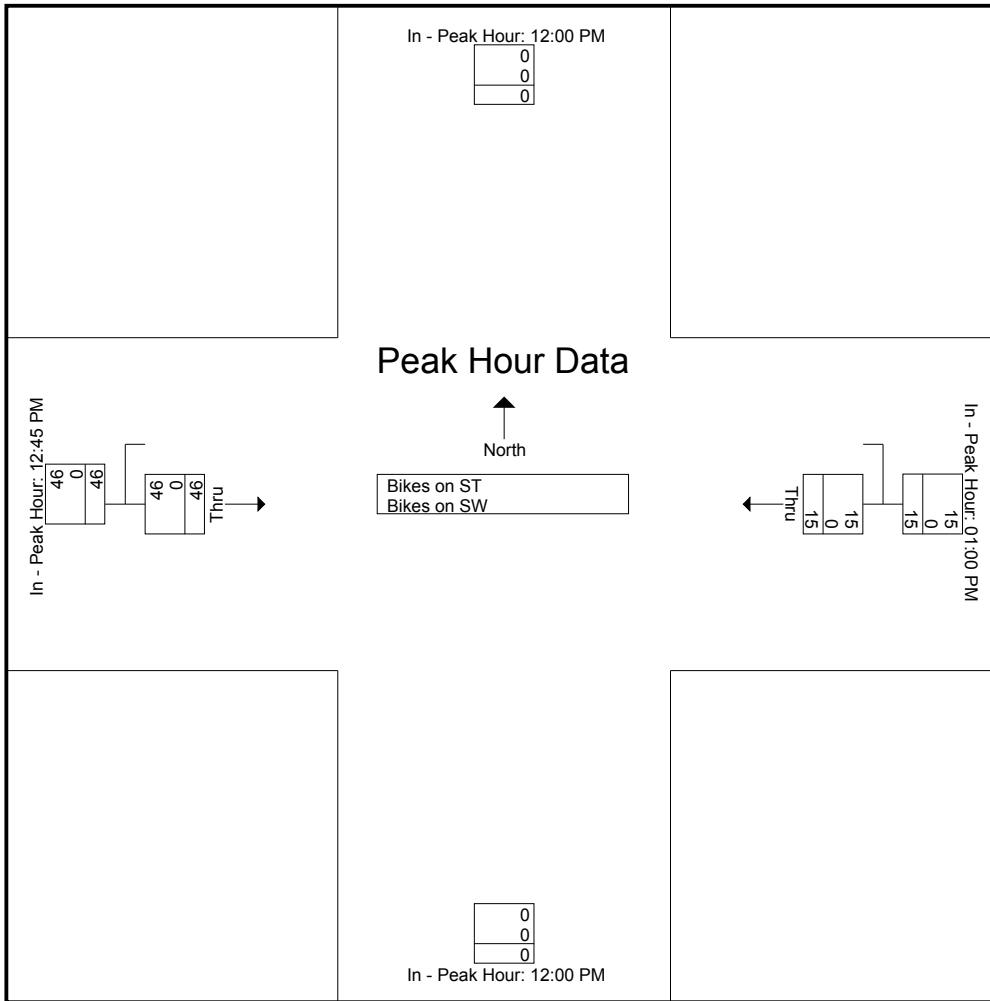 In - Peak Hour: 12:00 PM
0
0
0
Peak Hour Data
North
Bikes on ST
Bikes on SW
In - Peak Hour: 12:45 PM
46
0
46
46
0
46
Thru
Thru
15
0
15
15
0
15
In - Peak Hour: 01:00 PM
0
0
0
In - Peak Hour: 12:00 PM